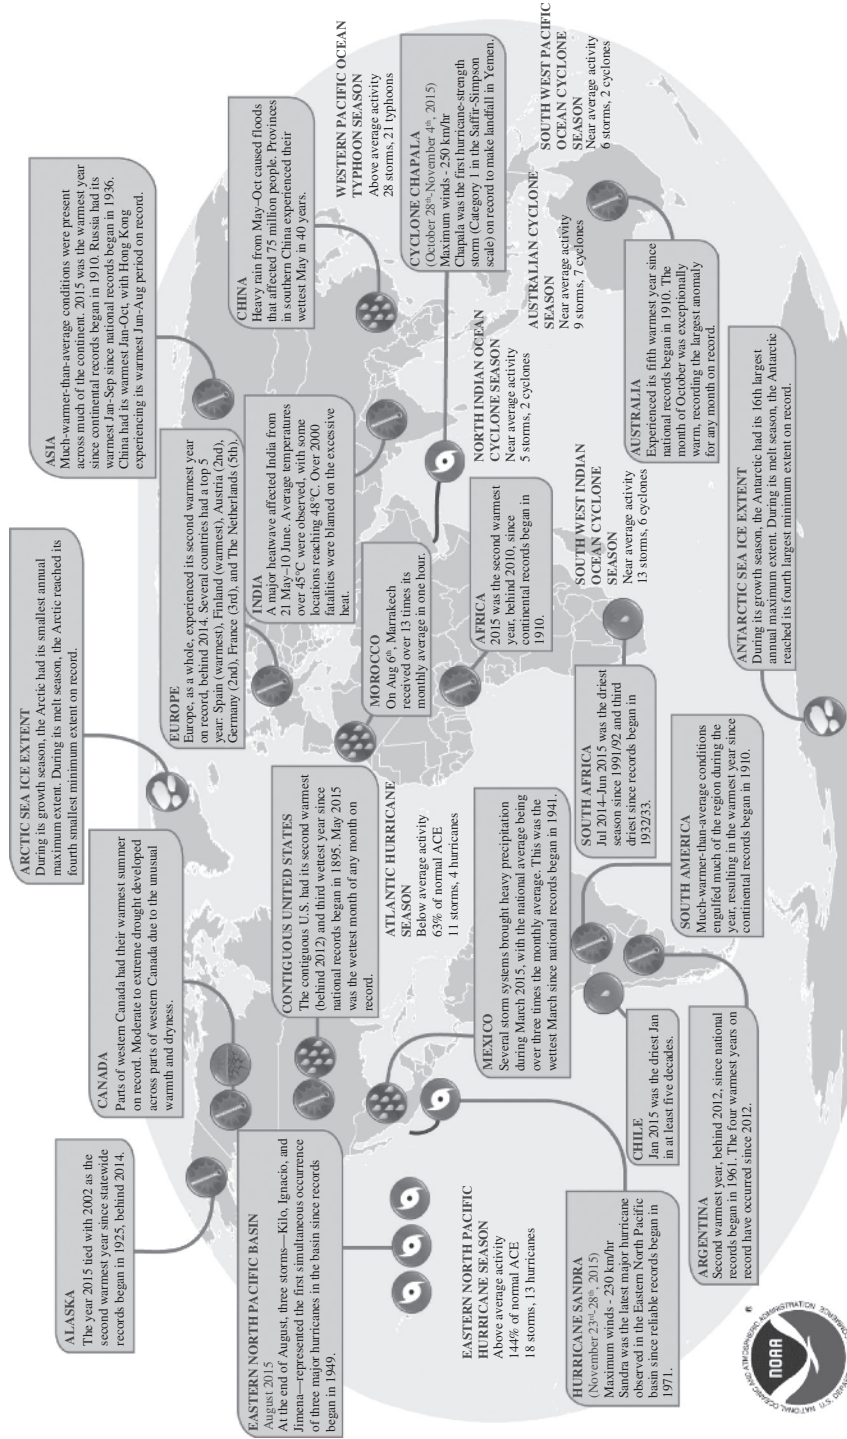 ARCTIC SEA ICE EXTENT
During its growth season, the Arctic had its smallest annual
maximum extent. During its melt season, the Arctic reached its
fourth smallest minimum extent on record.
ALASKA
The year 2015 tied with 2002 as the
second warmest year since statewide
records began in 1925, behind 2014.
CANADA
Parts of western Canada had their warmest summer
on record. Moderate to extreme drought developed
across parts of western Canada due to the unusual
warmth and dryness.
ASIA
Much-warmer-than-average conditions were present
across much of the continent. 2015 was the warmest year
since continental records began in 1910. Russia had its
warmest Jan-Sep since national records began in 1936.
China had its warmest Jan-Oct, with Hong Kong
experiencing its warmest Jun-Aug period on record.
EUROPE
Europe, as a whole, experienced its second warmest year
on record, behind 2014. Several countries had a top 5
year: Spain (warmest), Finland (warmest), Austria (2nd),
Germany (2nd), France (3rd), and The Netherlands (5th).
CHINA
Heavy rain from May–Oct caused floods
that affected 75 million people. Provinces
in southern China experienced their
wettest May in 40 years.
EASTERN NORTH PACIFIC BASIN
August 2015
At the end of August, three storms—Kilo, Ignacio, and
Jimena—represented the first simultaneous occurrence
of three major hurricanes in the basin since records
began in 1949.
CONTIGUOUS UNITED STATES
The contiguous U.S. had its second warmest
(behind 2012) and third wettest year since
national records began in 1895. May 2015
was the wettest month of any month on
record.
INDIA
A major heatwave affected India from
21 May–10 June. Average temperatures
over 45°C were observed, with some
locations reaching 48°C. Over 2000
fatalities were blamed on the excessive
heat.
WESTERN PACIFIC OCEAN
TYPHOON SEASON
Above average activity
28 storms, 21 typhoons
MOROCCO
On Aug 6th, Marrakech
received over 13 times its
monthly average in one hour.
ATLANTIC HURRICANE
SEASON
Below average activity
63% of normal ACE
11 storms, 4 hurricanes
CYCLONE CHAPALA
(October 28th-November 4th, 2015)
Maximum winds - 250 km/hr
Chapala was the first hurricane-strength
storm (Category 1 in the Saffir-Simpson
scale) on record to make landfall in Yemen.
EASTERN NORTH PACIFIC
HURRICANE SEASON
Above average activity
144% of normal ACE
18 storms, 13 hurricanes
MEXICO
Several storm systems brought heavy precipitation
during March 2015, with the national average being
over three times the monthly average. This was the
wettest March since national records began in 1941.
AFRICA
2015 was the second warmest
year, behind 2010, since
continental records began in
1910.
NORTH INDIAN OCEAN
CYCLONE SEASON
Near average activity
5 storms, 2 cyclones
AUSTRALIAN CYCLONE
SEASON
Near average activity
9 storms, 7 cyclones
SOUTH WEST PACIFIC
OCEAN CYCLONE
SEASON
Near average activity
6 storms, 2 cyclones
HURRICANE SANDRA
(November 23rd-28th, 2015)
Maximum winds - 230 km/hr
Sandra was the latest major hurricane
observed in the Eastern North Pacific
basin since reliable records began in
1971.
SOUTH AFRICA
Jul 2014–Jun 2015 was the driest
season since 1991/92 and third
driest since records began in
1932/33.
SOUTH WEST INDIAN
OCEAN CYCLONE
SEASON
Near average activity
13 storms, 6 cyclones
CHILE
Jan 2015 was the driest Jan
in at least five decades.
AUSTRALIA
Experienced its fifth warmest year since
national records began in 1910. The
month of October was exceptionally
warm, recording the largest anomaly
for any month on record.
ARGENTINA
Second warmest year, behind 2012, since national
records began in 1961. The four warmest years on
record have occurred since 2012.
SOUTH AMERICA
Much-warmer-than-average conditions
engulfed much of the region during the
year, resulting in the warmest year since
continental records began in 1910.
ANTARCTIC SEA ICE EXTENT
During its growth season, the Antarctic had its 16th largest
annual maximum extent. During its melt season, the Antarctic
reached its fourth largest minimum extent on record.
NOAA
NATIONAL OCEANIC AND ATMOSPHERIC ADMINISTRATION
U.S.
®